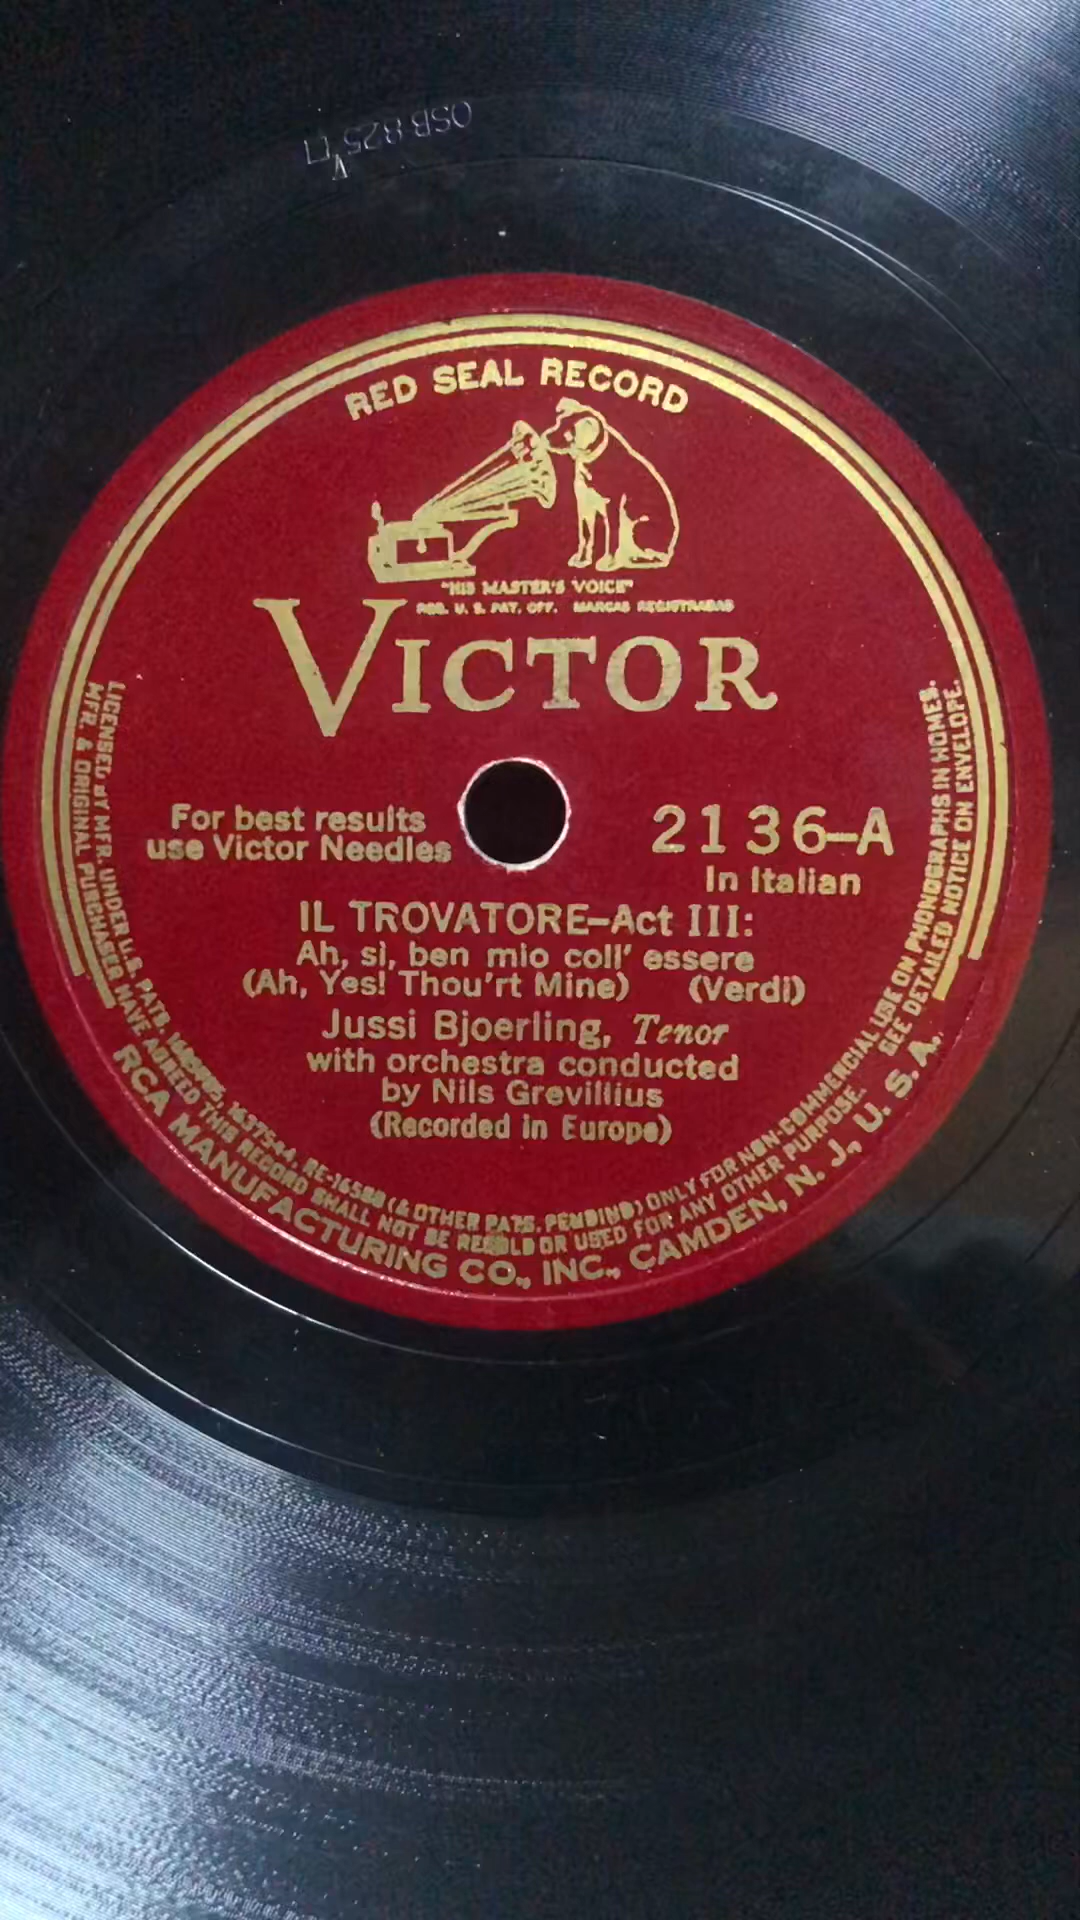 OSB 825
RED SEAL RECORD
"HIS MASTER'S VOICE"
REG. U. S. PAT. OFF. MARCAS REGISTRADAS
VICTOR
For best results
use Victor Needles
2136-A
In Italian
IL TROVATORE-Act III:
Ah, sì, ben mio coll' essere
(Ah, Yes! Thou'rt Mine) (Verdi)
Jussi Bjoerling, Tenor
with orchestra conducted
by Nils Grevillius
(Recorded in Europe)
LICENSED BY MFR. UNDER U.S. PATS. 1637544, RE-16588 (& OTHER PATS. PENDING) ONLY FOR NON-COMMERCIAL USE ON PHONOGRAPHS IN HOMES.
MFR. & ORIGINAL PURCHASER HAVE AGREED THIS RECORD SHALL NOT BE RESOLD OR USED FOR ANY OTHER PURPOSE. SEE DETAILED NOTICE ON ENVELOPE.
RCA MANUFACTURING CO., INC., CAMDEN, N. J., U. S. A.